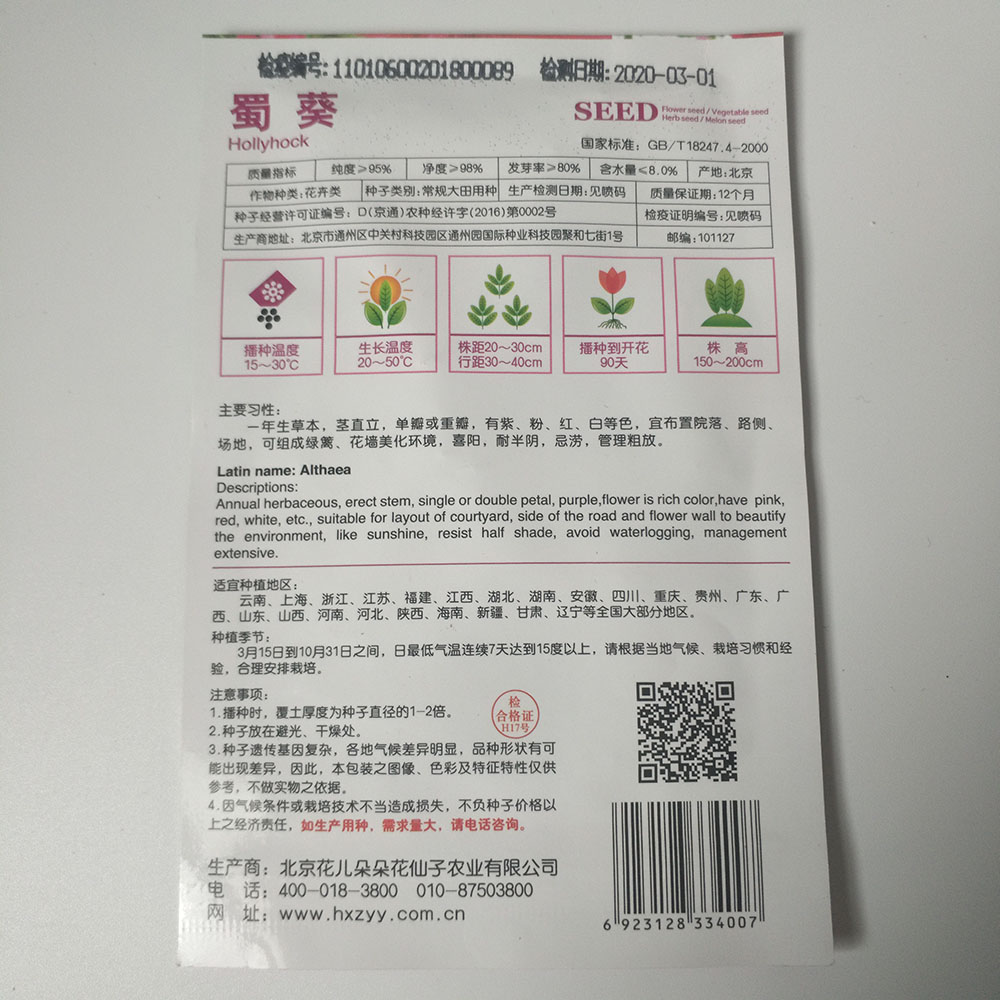 检疫编号:11010600201800089 检测日期:2020-03-01
蜀 葵
Hollyhock
SEED Flower seed / Vegetable seed
Herb seed / Melon seed
国家标准：GB/T18247.4-2000
质量指标 纯度≥95% 净度≥98% 发芽率≥80% 含水量≤8.0% 产地:北京
作物种类:花卉类 种子类别:常规大田用种 生产检测日期:见喷码 质量保证期:12个月
种子经营许可证编号：D(京通)农种经许字(2016)第0002号 检疫证明编号:见喷码
生产商地址：北京市通州区中关村科技园区通州园国际种业科技园聚和七街1号 邮编:101127
播种温度 生长温度 株距20～30cm 播种到开花 株 高
15～30℃ 20～50℃ 行距30～40cm 90天 150～200cm
主要习性：
一年生草本，茎直立，单瓣或重瓣，有紫、粉、红、白等色，宜布置院落、路侧、
场地，可组成绿篱、花墙美化环境，喜阳，耐半阴，忌涝，管理粗放。
Latin name: Althaea
Descriptions:
Annual herbaceous, erect stem, single or double petal, purple,flower is rich color,have pink,
red, white, etc., suitable for layout of courtyard, side of the road and flower wall to beautify
the environment, like sunshine, resist half shade, avoid waterlogging, management
extensive.
适宜种植地区：
云南、上海、浙江、江苏、福建、江西、湖北、湖南、安徽、四川、重庆、贵州、广东、广
西、山东、山西、河南、河北、陕西、海南、新疆、甘肃、辽宁等全国大部分地区。
种植季节：
3月15日到10月31日之间，日最低气温连续7天达到15度以上，请根据当地气候、栽培习惯和经
验，合理安排栽培。
注意事项：
1.播种时，覆土厚度为种子直径的1-2倍。
2.种子放在避光、干燥处。
3.种子遗传基因复杂，各地气候差异明显，品种形状有可
能出现差异，因此，本包装之图像、色彩及特征特性仅供
参考，不做实物之依据。
4.因气候条件或栽培技术不当造成损失，不负种子价格以
上之经济责任，如生产用种，需求量大，请电话咨询。
检
合格证
H17号
生产商：北京花儿朵朵花仙子农业有限公司
电 话：400-018-3800 010-87503800
网 址：www.hxzyy.com.cn
6 923128 334007